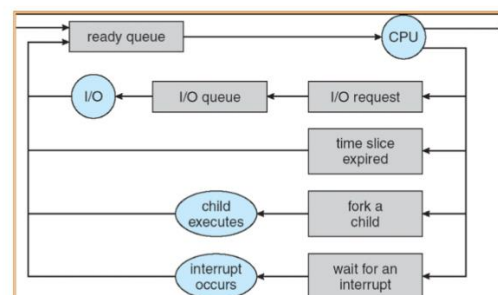 ready queue
CPU
I/O
I/O queue
I/O request
time slice
expired
child
executes
fork a
child
interrupt
occurs
wait for an
interrupt